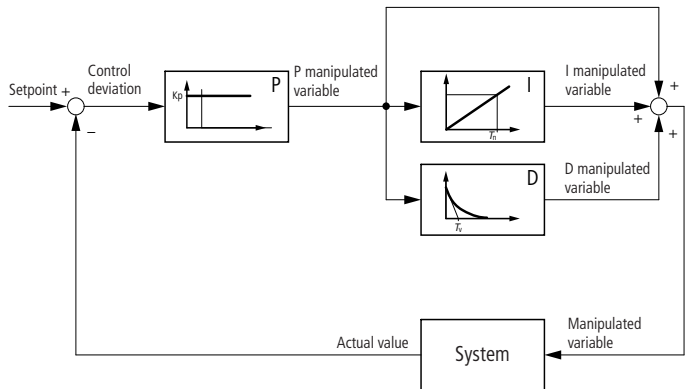 Setpoint
+
−
Control
deviation
P
Kp
P manipulated
variable
I
Tn
I manipulated
variable
+
+
+
D
Tv
D manipulated
variable
Actual value
System
Manipulated
variable